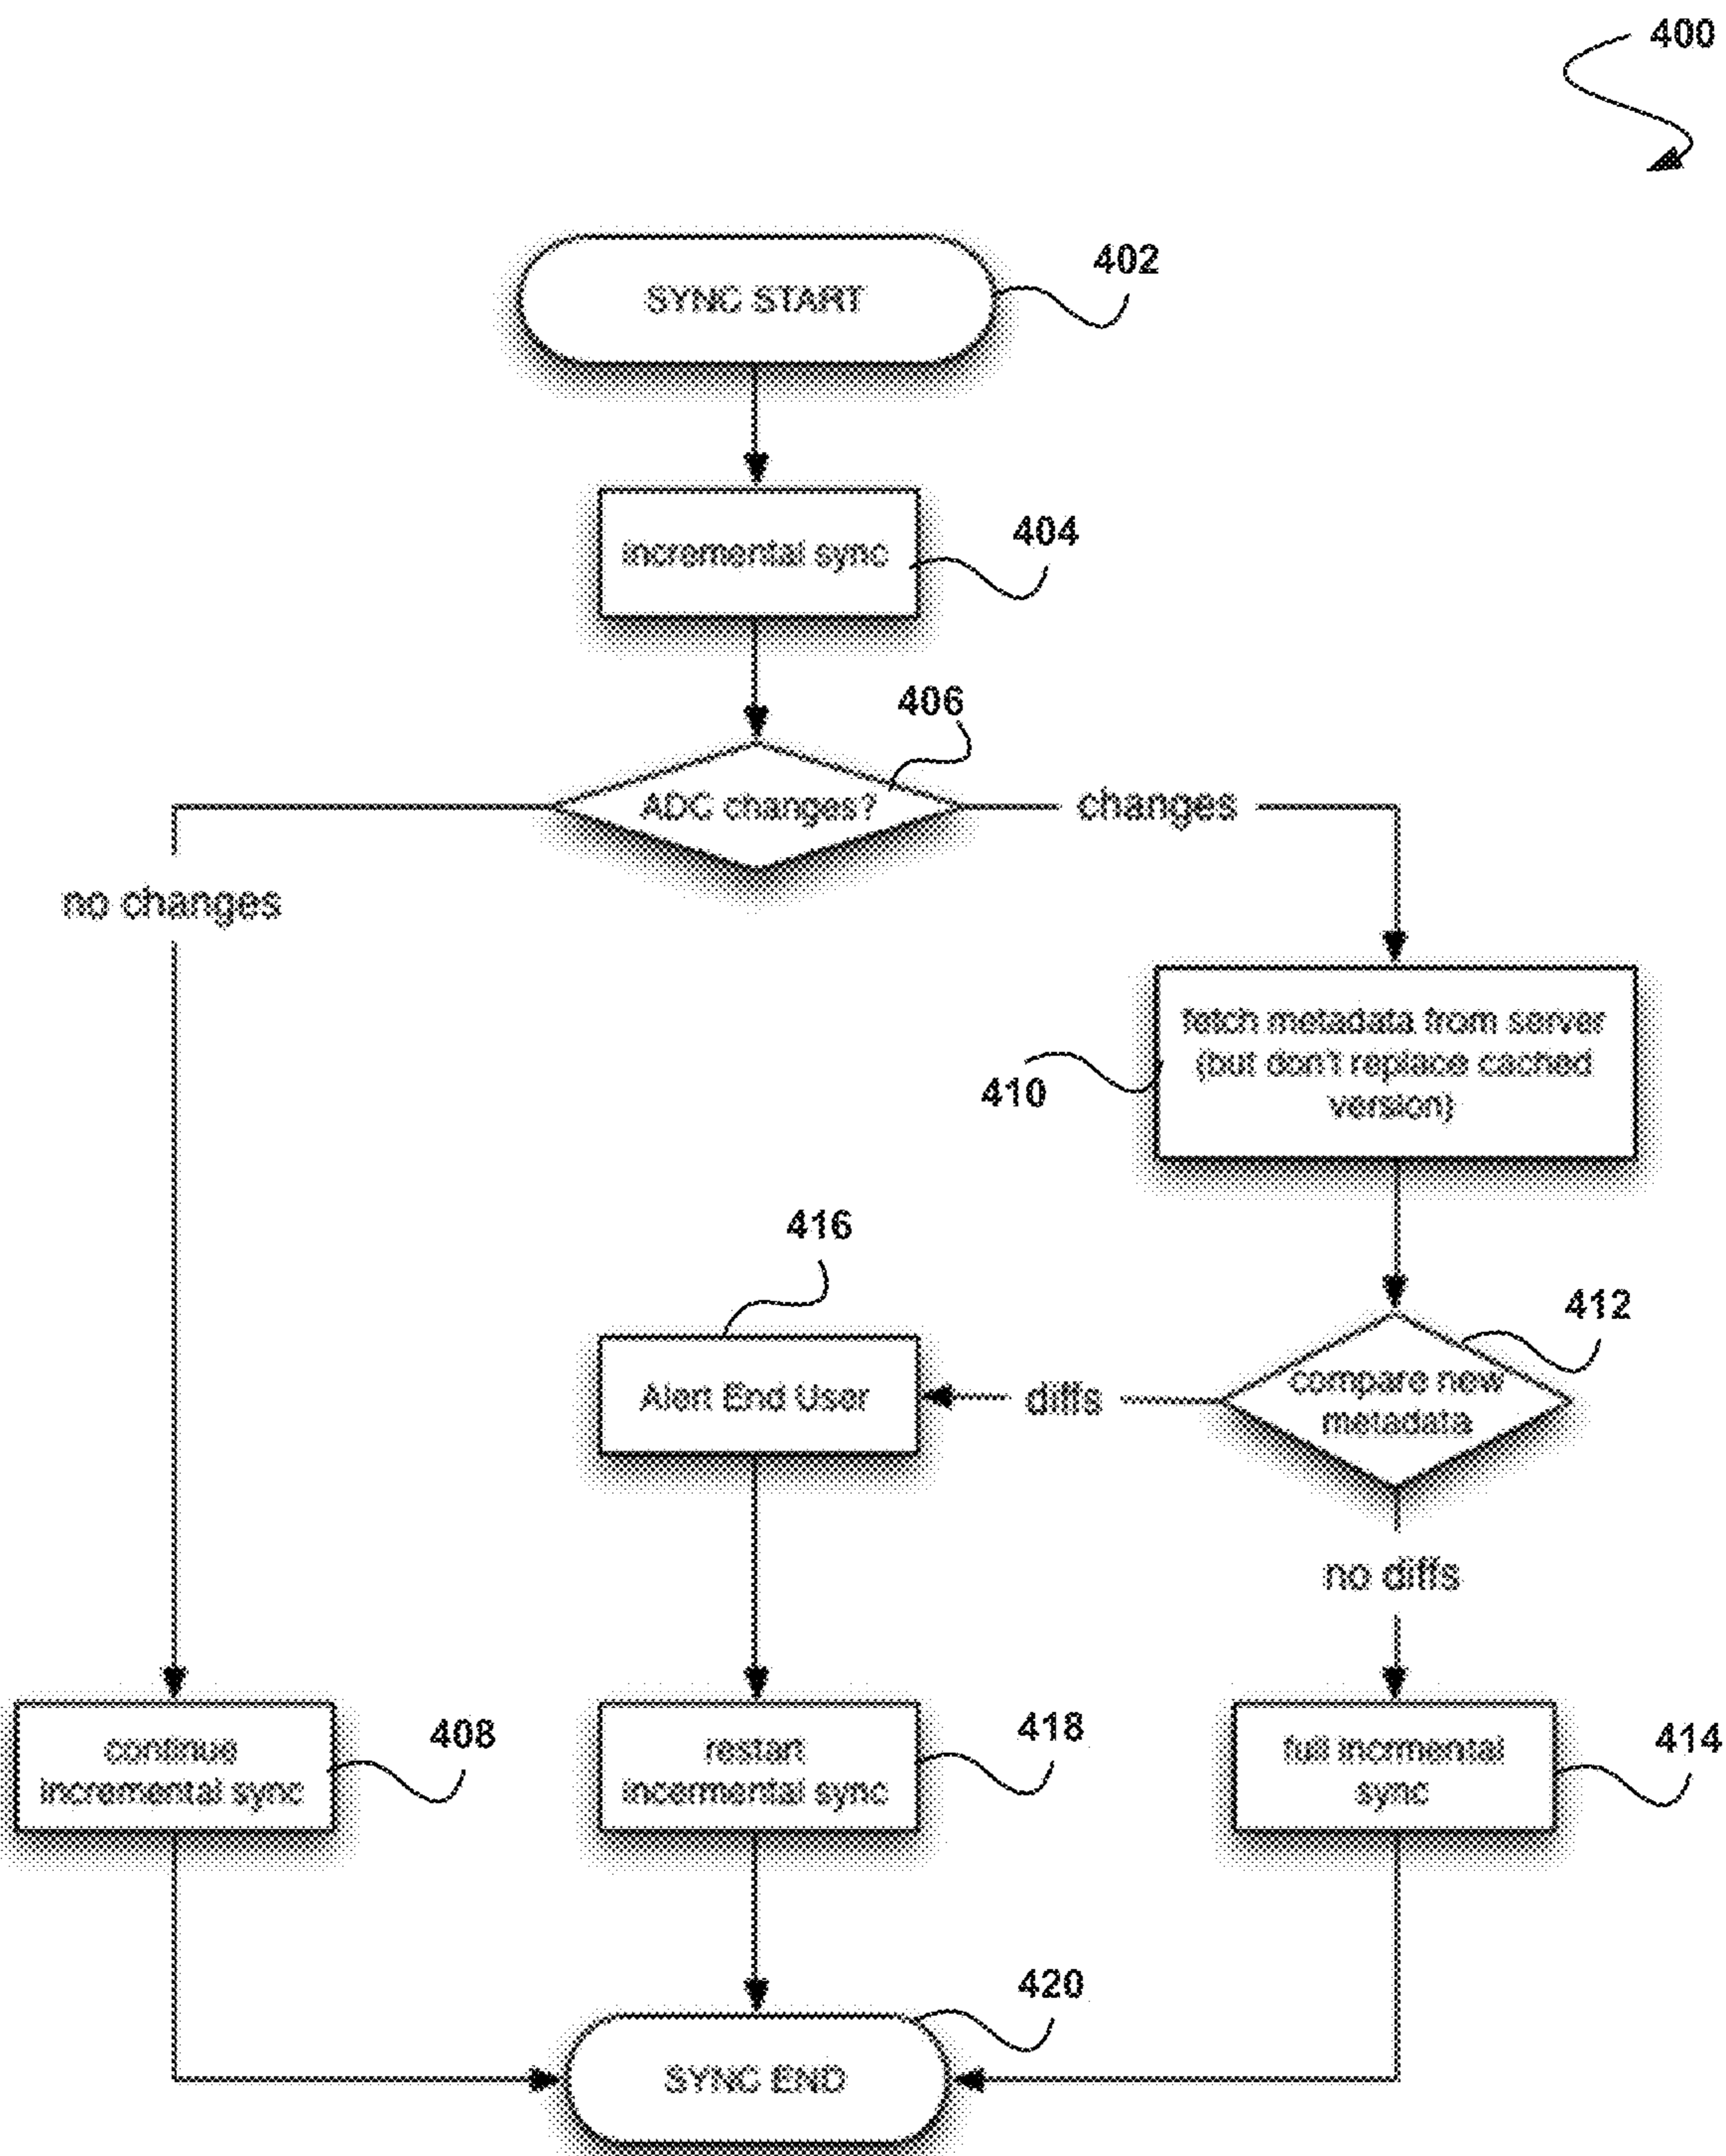 400
402
SYNC START
404
incremental sync
406
ADC changes?
changes
no changes
fetch metadata from server
(but don't replace cached
version)
410
416
412
Alert End User
diffs
compare new
metadata
no diffs
continue
incremental sync
408
restart
incermental sync
418
full incrmental
sync
414
420
SYNC END